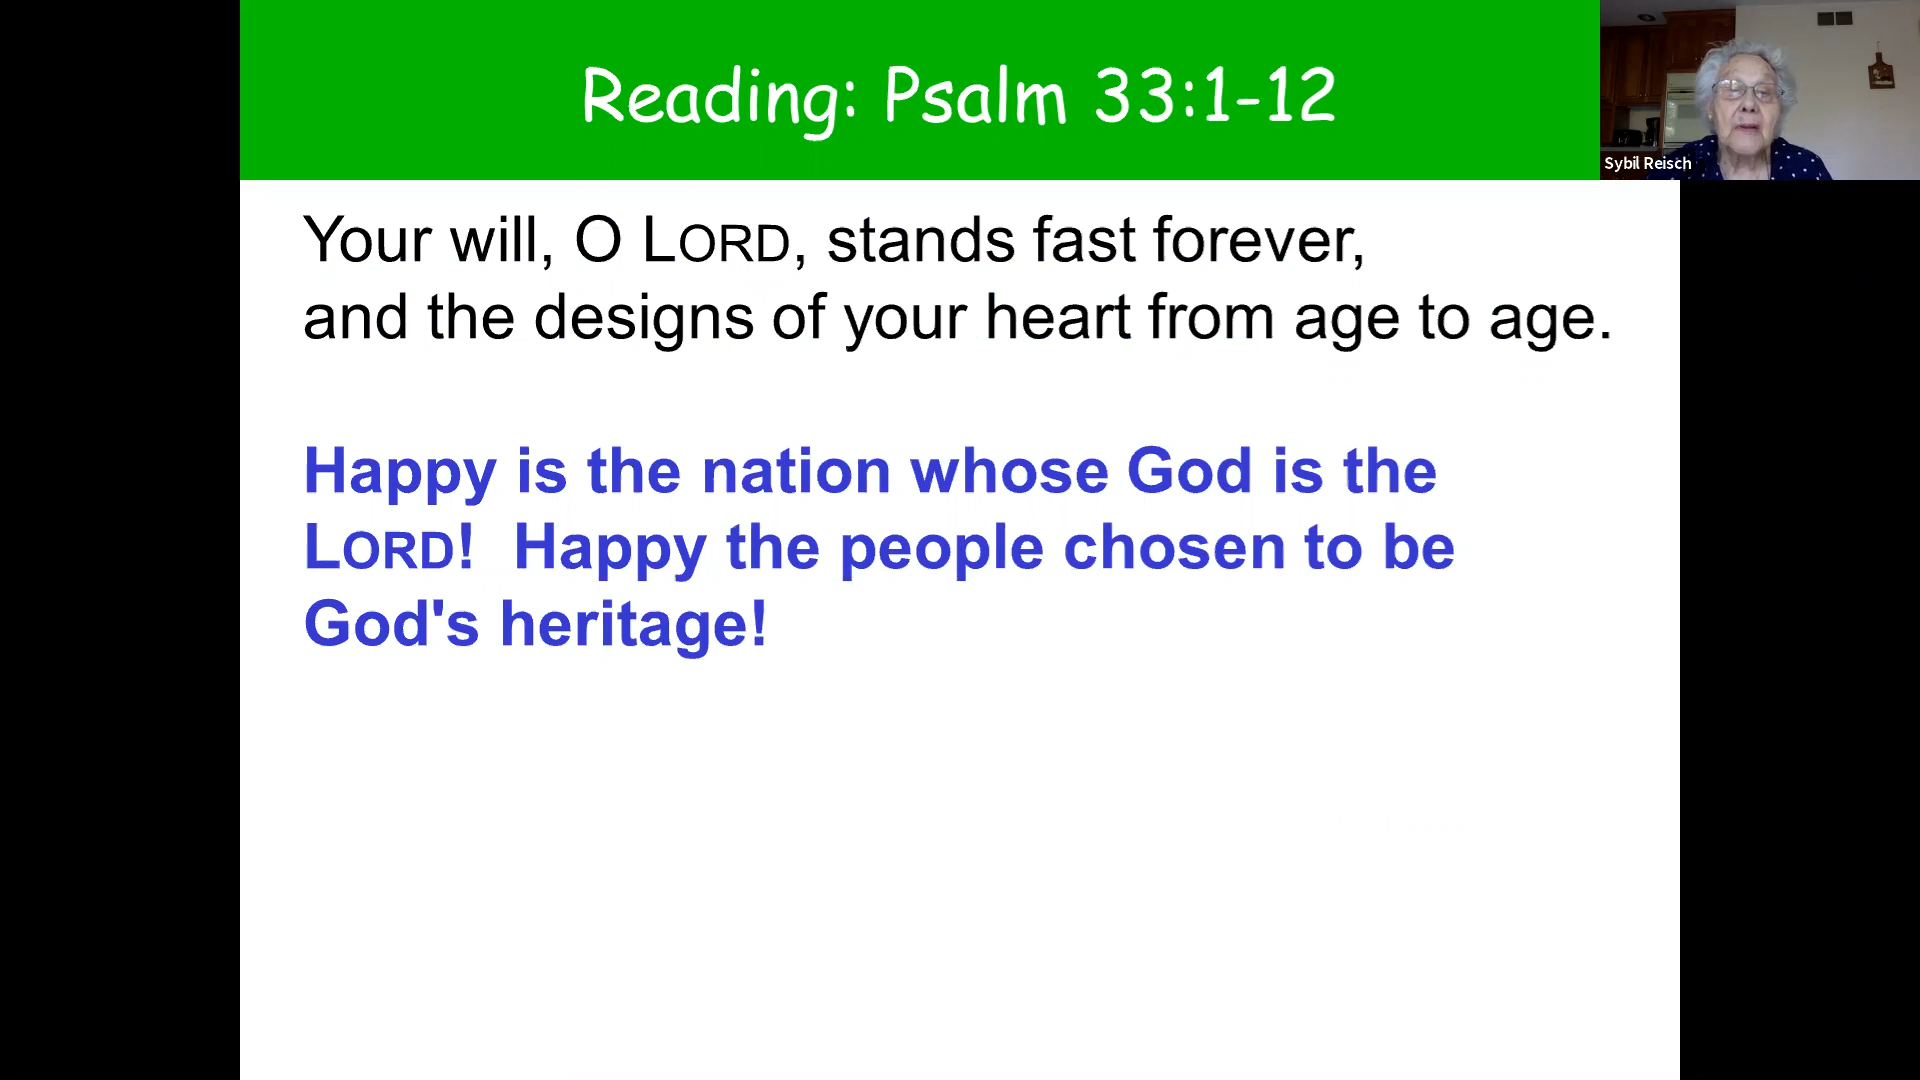 Reading: Psalm 33:1-12
Sybil Reisch
Your will, O LORD, stands fast forever,
and the designs of your heart from age to age.
Happy is the nation whose God is the
LORD!  Happy the people chosen to be
God's heritage!